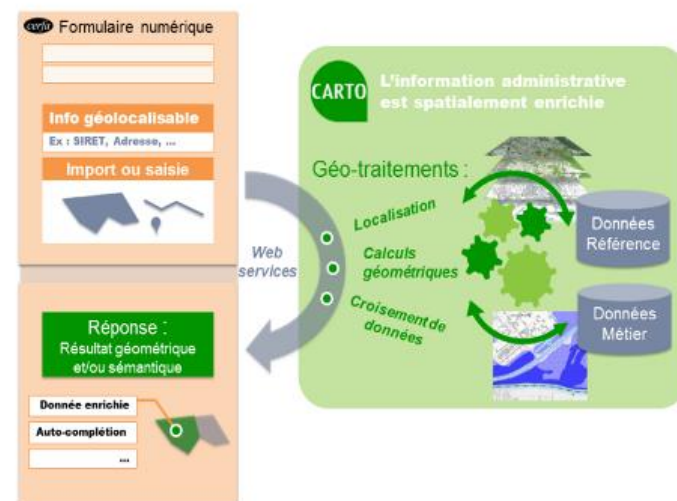 cerfa Formulaire numérique
Info géolocalisable
Ex : SIRET, Adresse, ...
Import ou saisie
Web
services
Réponse :
Résultat géométrique
et/ou sémantique
Donnée enrichie
Auto-complétion
...
CARTO
L'information administrative
est spatialement enrichie
Géo-traitements :
Localisation
Calculs
géométriques
Croisement de
données
Données
Référence
Données
Métier